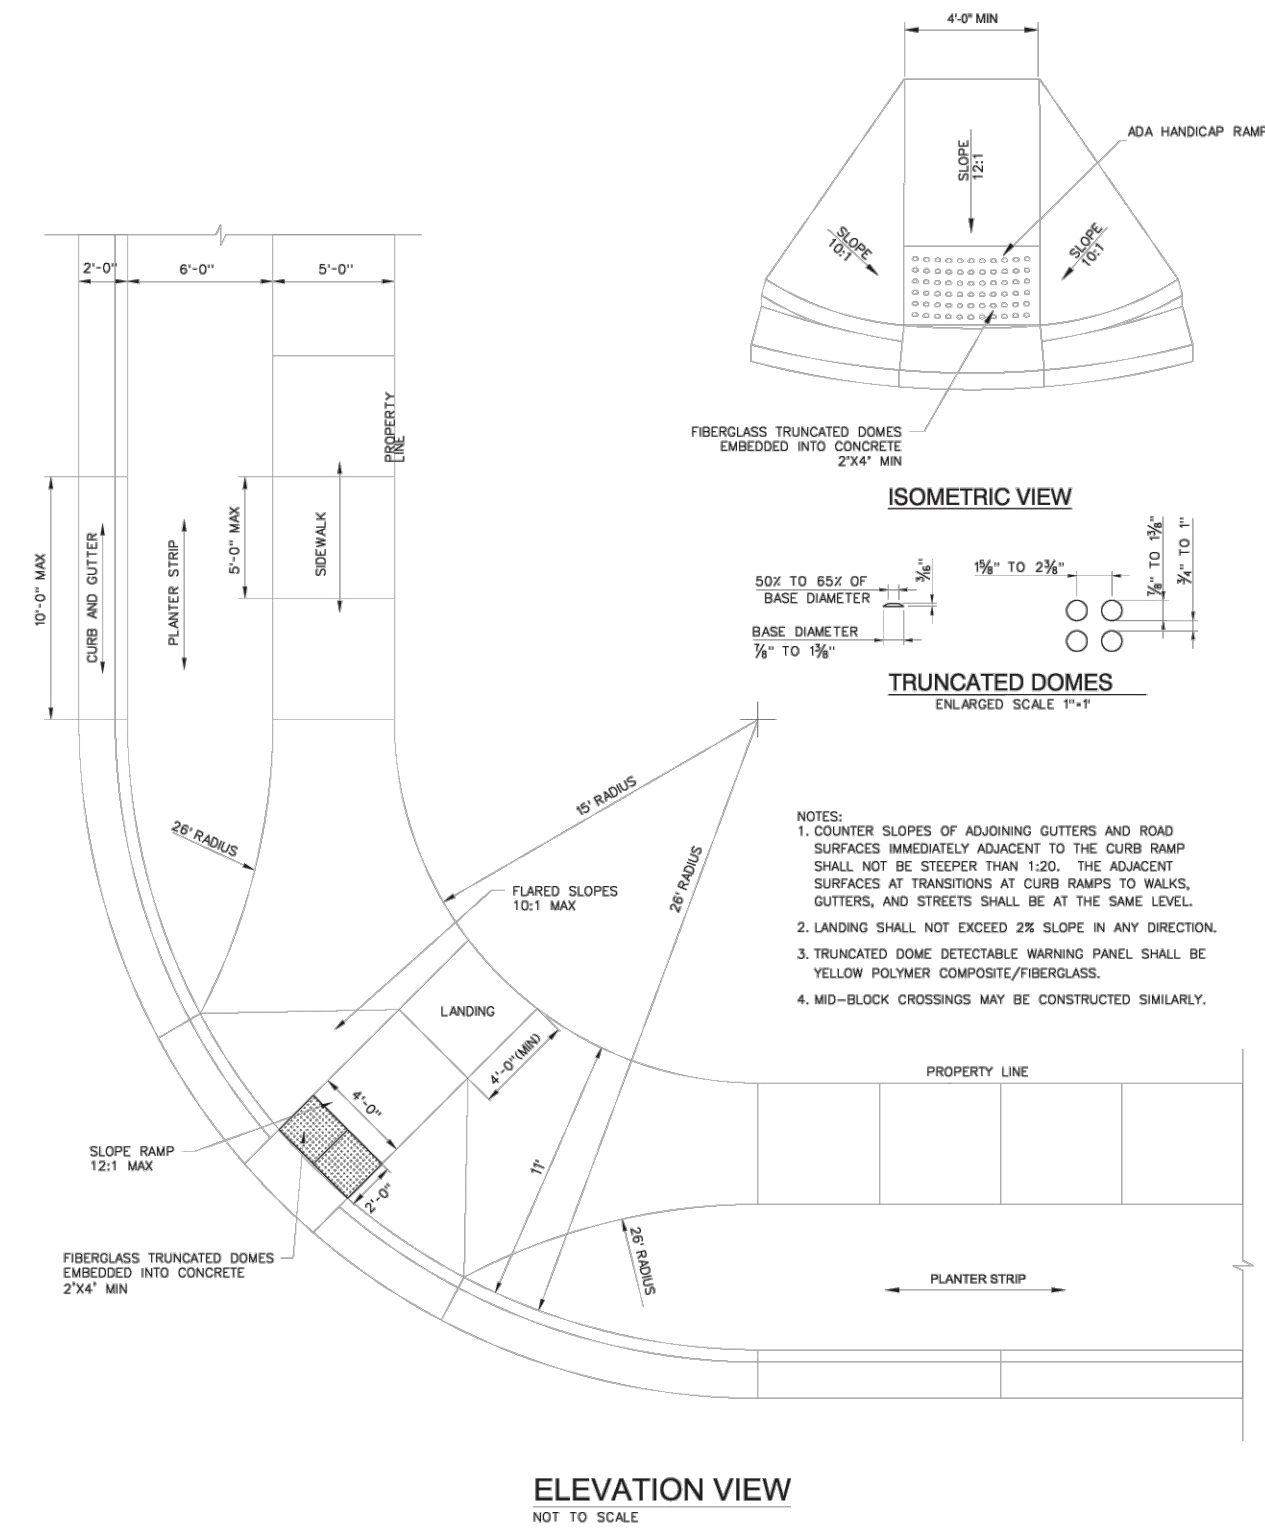 4'-0" MIN
ADA HANDICAP RAMP
SLOPE
12:1
SLOPE
10:1
SLOPE
10:1
FIBERGLASS TRUNCATED DOMES
EMBEDDED INTO CONCRETE
2'X4' MIN
ISOMETRIC VIEW
50% TO 65% OF
BASE DIAMETER
3/16"
BASE DIAMETER
7/8" TO 1 3/8"
1 5/8" TO 2 3/8"
7/8" TO 1 3/8"
3/4" TO 1"
TRUNCATED DOMES
ENLARGED SCALE 1"=1'
2'-0"
6'-0"
5'-0"
PROPERTY
LINE
10'-0" MAX
CURB AND GUTTER
PLANTER STRIP
5'-0" MAX
SIDEWALK
15' RADIUS
26' RADIUS
26' RADIUS
FLARED SLOPES
10:1 MAX
LANDING
4'-0"(MIN)
4'-0"
2'-0"
11'
SLOPE RAMP
12:1 MAX
FIBERGLASS TRUNCATED DOMES
EMBEDDED INTO CONCRETE
2'X4' MIN
26' RADIUS
NOTES:
1. COUNTER SLOPES OF ADJOINING GUTTERS AND ROAD
SURFACES IMMEDIATELY ADJACENT TO THE CURB RAMP
SHALL NOT BE STEEPER THAN 1:20. THE ADJACENT
SURFACES AT TRANSITIONS AT CURB RAMPS TO WALKS,
GUTTERS, AND STREETS SHALL BE AT THE SAME LEVEL.
2. LANDING SHALL NOT EXCEED 2% SLOPE IN ANY DIRECTION.
3. TRUNCATED DOME DETECTABLE WARNING PANEL SHALL BE
YELLOW POLYMER COMPOSITE/FIBERGLASS.
4. MID-BLOCK CROSSINGS MAY BE CONSTRUCTED SIMILARLY.
PROPERTY LINE
PLANTER STRIP
ELEVATION VIEW
NOT TO SCALE